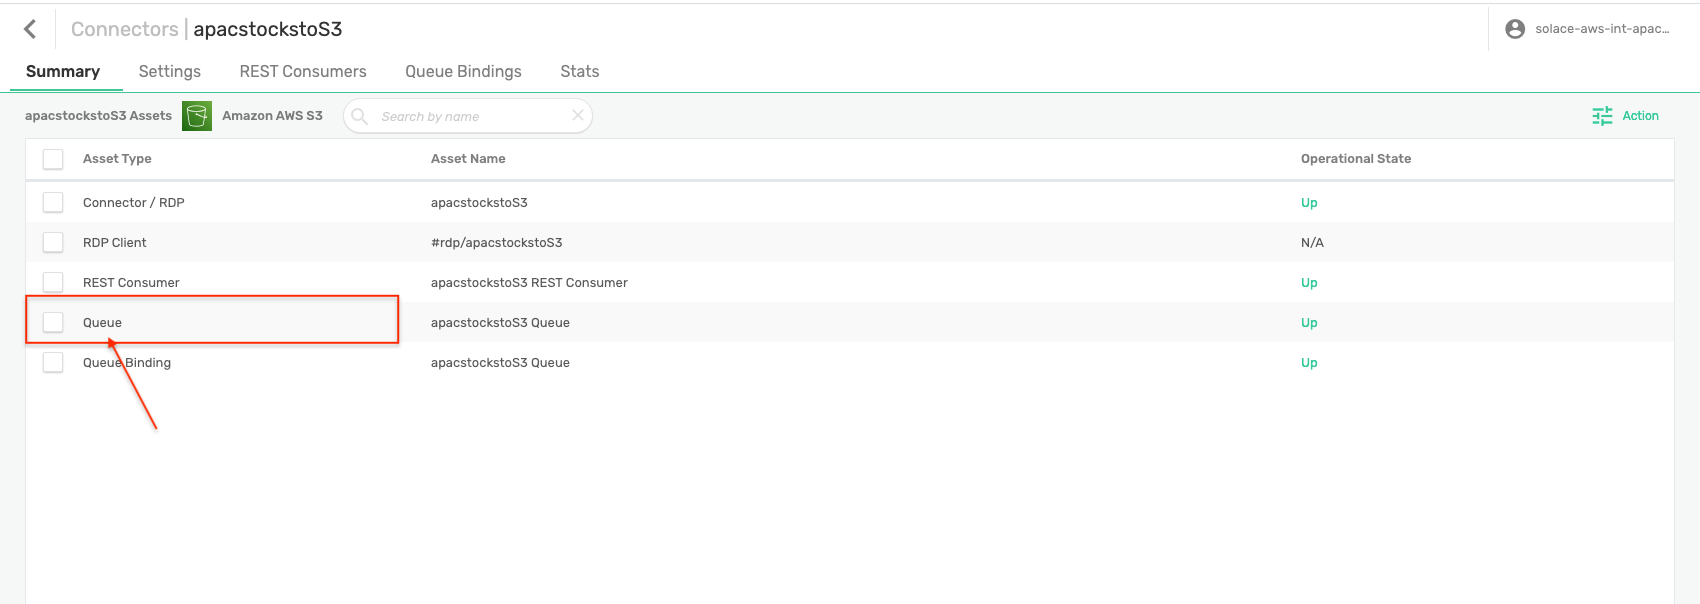 Connectors | apacstockstoS3
solace-aws-int-apac...
Summary Settings REST Consumers Queue Bindings Stats
apacstockstoS3 Assets Amazon AWS S3 Search by name Action
Asset Type Asset Name Operational State
Connector / RDP apacstockstoS3 Up
RDP Client #rdp/apacstockstoS3 N/A
REST Consumer apacstockstoS3 REST Consumer Up
Queue apacstockstoS3 Queue Up
Queue Binding apacstockstoS3 Queue Up